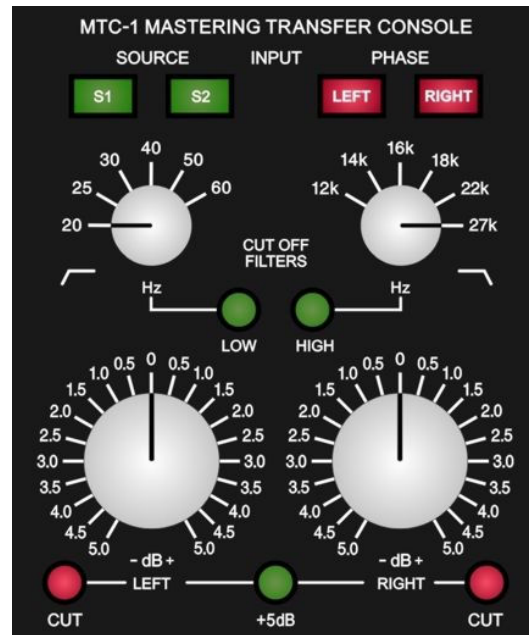 MTC-1 MASTERING TRANSFER CONSOLE
SOURCE INPUT PHASE
S1 S2 LEFT RIGHT
40 16k
30 50 14k 18k
25 60 12k 22k
20 27k
CUT OFF
FILTERS
Hz Hz
LOW HIGH
0 0
0.5 0.5 0.5 0.5
1.0 1.0 1.0 1.0
1.5 1.5 1.5 1.5
2.0 2.0 2.0 2.0
2.5 2.5 2.5 2.5
3.0 3.0 3.0 3.0
3.5 3.5 3.5 3.5
4.0 4.0 4.0 4.0
4.5 4.5 4.5 4.5
5.0 5.0 5.0 5.0
- dB + - dB +
LEFT RIGHT
CUT +5dB CUT